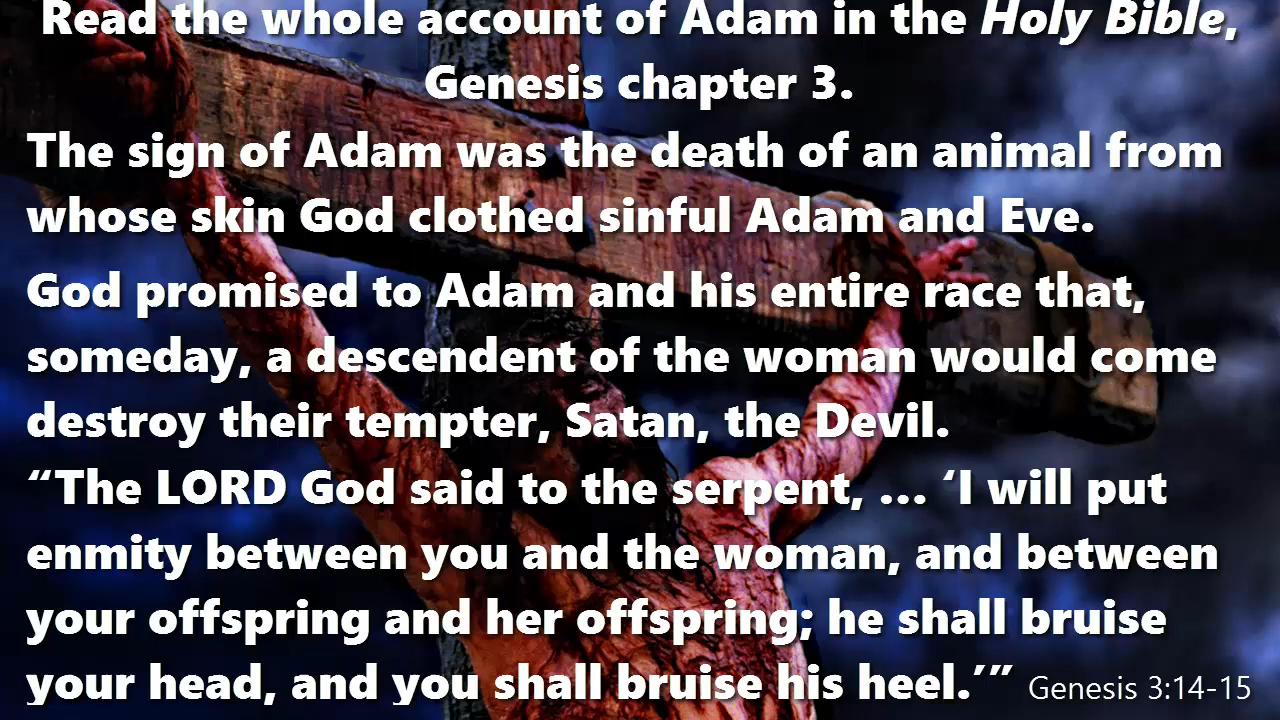 Read the whole account of Adam in the Holy Bible,
Genesis chapter 3.
The sign of Adam was the death of an animal from
whose skin God clothed sinful Adam and Eve.
God promised to Adam and his entire race that,
someday, a descendent of the woman would come
destroy their tempter, Satan, the Devil.
“The LORD God said to the serpent, … ‘I will put
enmity between you and the woman, and between
your offspring and her offspring; he shall bruise
your head, and you shall bruise his heel.’” Genesis 3:14-15